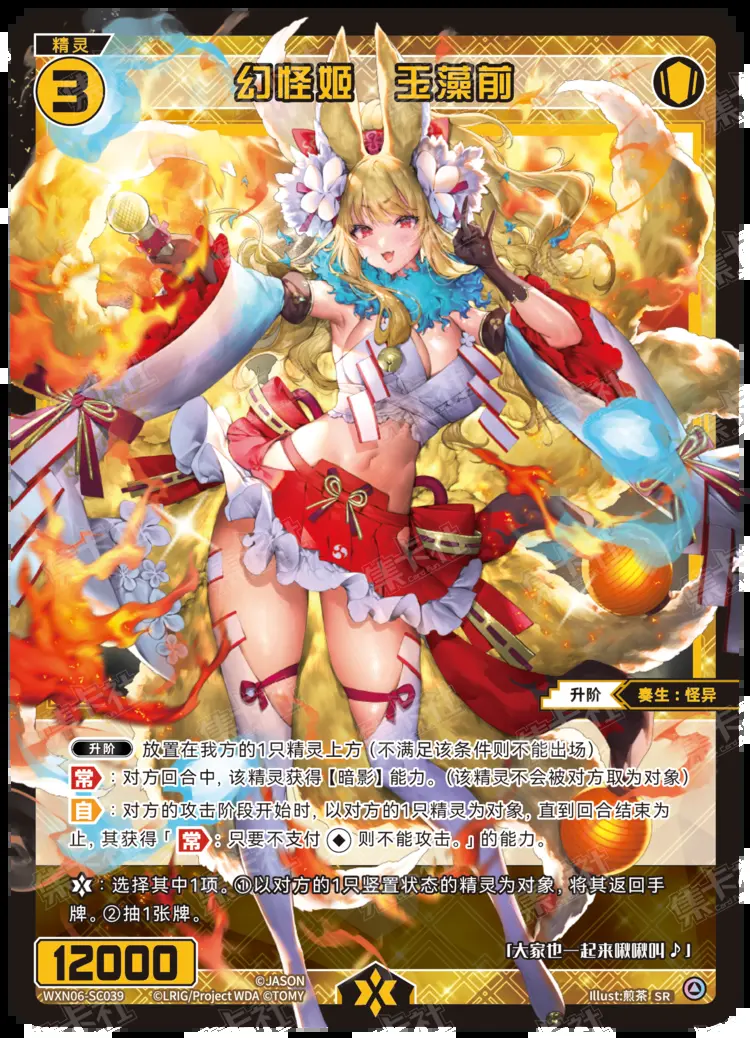 精灵
3
幻怪姬 玉藻前
升阶 奏生:怪异
升阶 放置在我方的1只精灵上方(不满足该条件则不能出场)
常:对方回合中,该精灵获得【暗影】能力。(该精灵不会被对方取为对象)
自:对方的攻击阶段开始时,以对方的1只精灵为对象,直到回合结束为
止,其获得「常:只要不支付◆则不能攻击。」的能力。
:选择其中1项。①以对方的1只竖置状态的精灵为对象,将其返回手
牌。②抽1张牌。
12000
「大家也一起来啾啾叫♪」
©JASON
WXN06-SC039 ©LRIG/Project WDA ©TOMY
Illust:煎茶 SR
集卡社